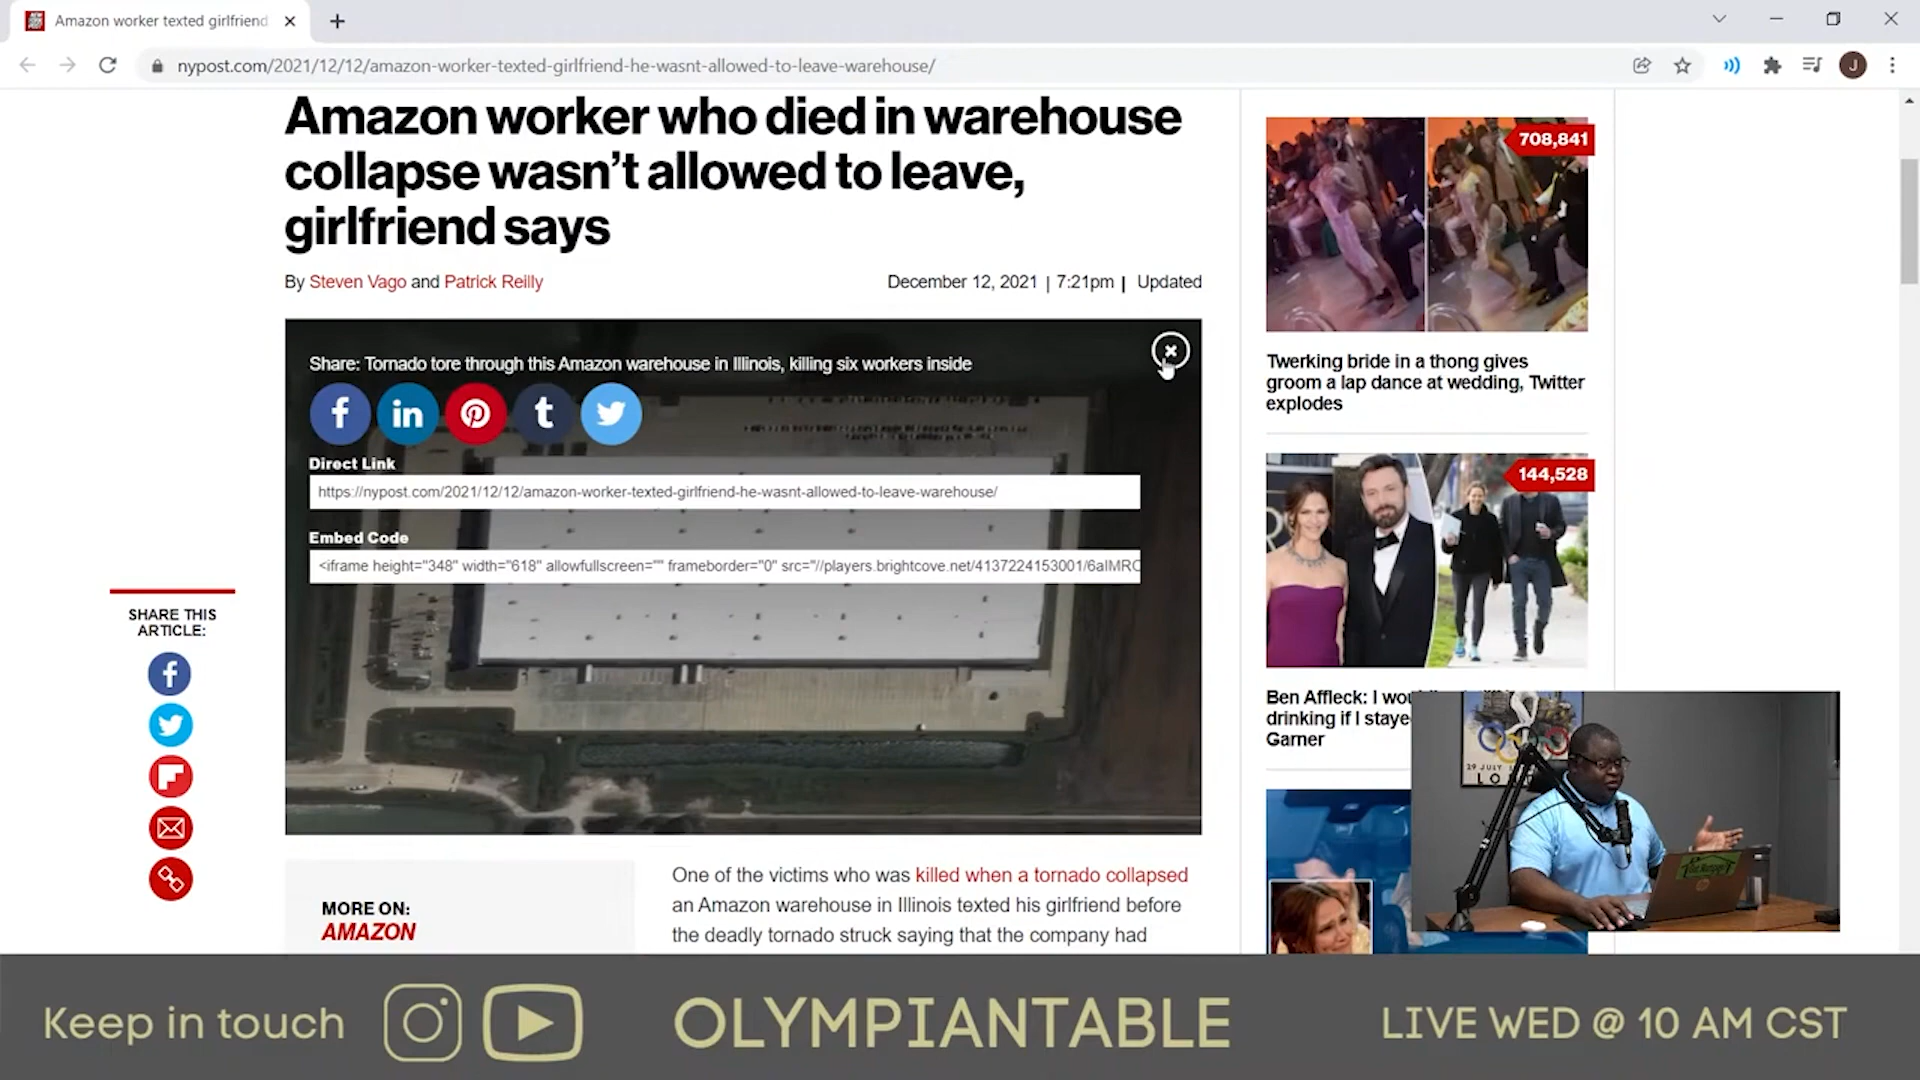 Amazon worker texted girlfriend
nypost.com/2021/12/12/amazon-worker-texted-girlfriend-he-wasnt-allowed-to-leave-warehouse/
J
Amazon worker who died in warehouse
collapse wasn't allowed to leave,
girlfriend says
By Steven Vago and Patrick Reilly
December 12, 2021 | 7:21pm | Updated
Share: Tornado tore through this Amazon warehouse in Illinois, killing six workers inside
Direct Link
https://nypost.com/2021/12/12/amazon-worker-texted-girlfriend-he-wasnt-allowed-to-leave-warehouse/
Embed Code
<iframe height="348" width="618" allowfullscreen="" frameborder="0" src="//players.brightcove.net/4137224153001/6aIMRC
SHARE THIS
ARTICLE:
MORE ON:
AMAZON
One of the victims who was killed when a tornado collapsed
an Amazon warehouse in Illinois texted his girlfriend before
the deadly tornado struck saying that the company had
708,841
Twerking bride in a thong gives
groom a lap dance at wedding, Twitter
explodes
144,528
Ben Affleck: I wou
drinking if I staye
Garner
29 JULY
LO
Keep in touch
OLYMPIANTABLE
LIVE WED @ 10 AM CST